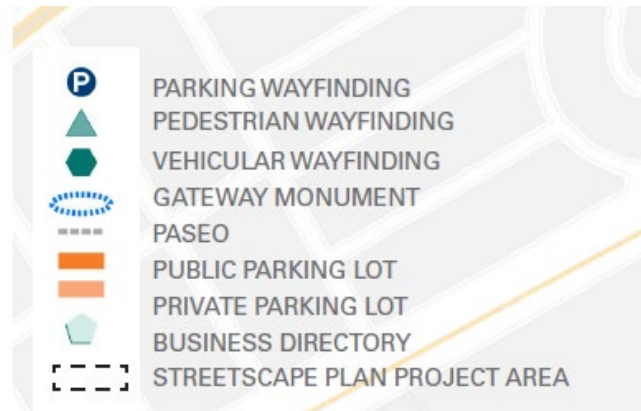 P PARKING WAYFINDING
PEDESTRIAN WAYFINDING
VEHICULAR WAYFINDING
GATEWAY MONUMENT
PASEO
PUBLIC PARKING LOT
PRIVATE PARKING LOT
BUSINESS DIRECTORY
STREETSCAPE PLAN PROJECT AREA